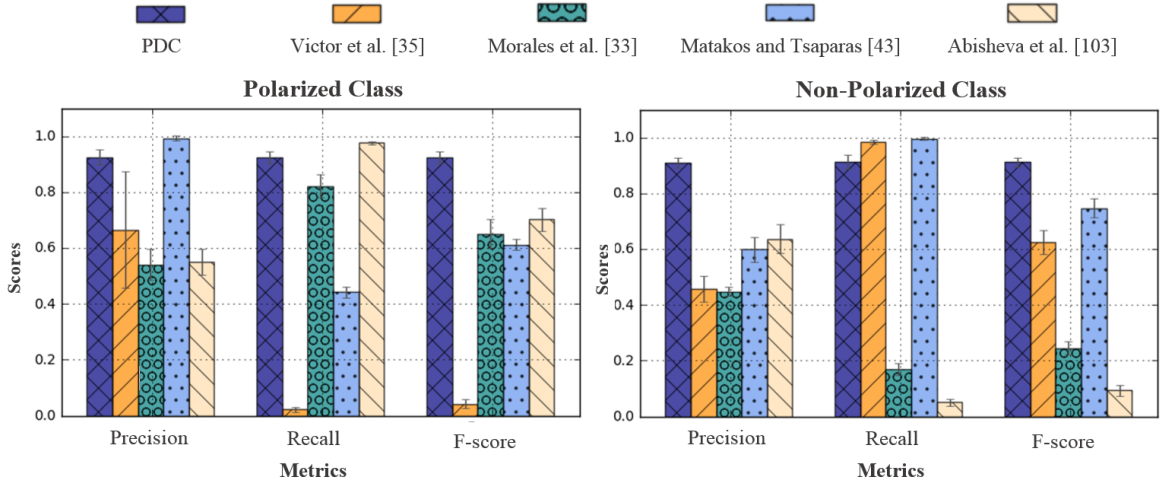 PDC Victor et al. [35] Morales et al. [33] Matakos and Tsaparas [43] Abisheva et al. [103]
Polarized Class
Scores
1.0
0.8
0.6
0.4
0.2
0.0
Precision Recall F-score
Metrics
Non-Polarized Class
Scores
1.0
0.8
0.6
0.4
0.2
0.0
Precision Recall F-score
Metrics